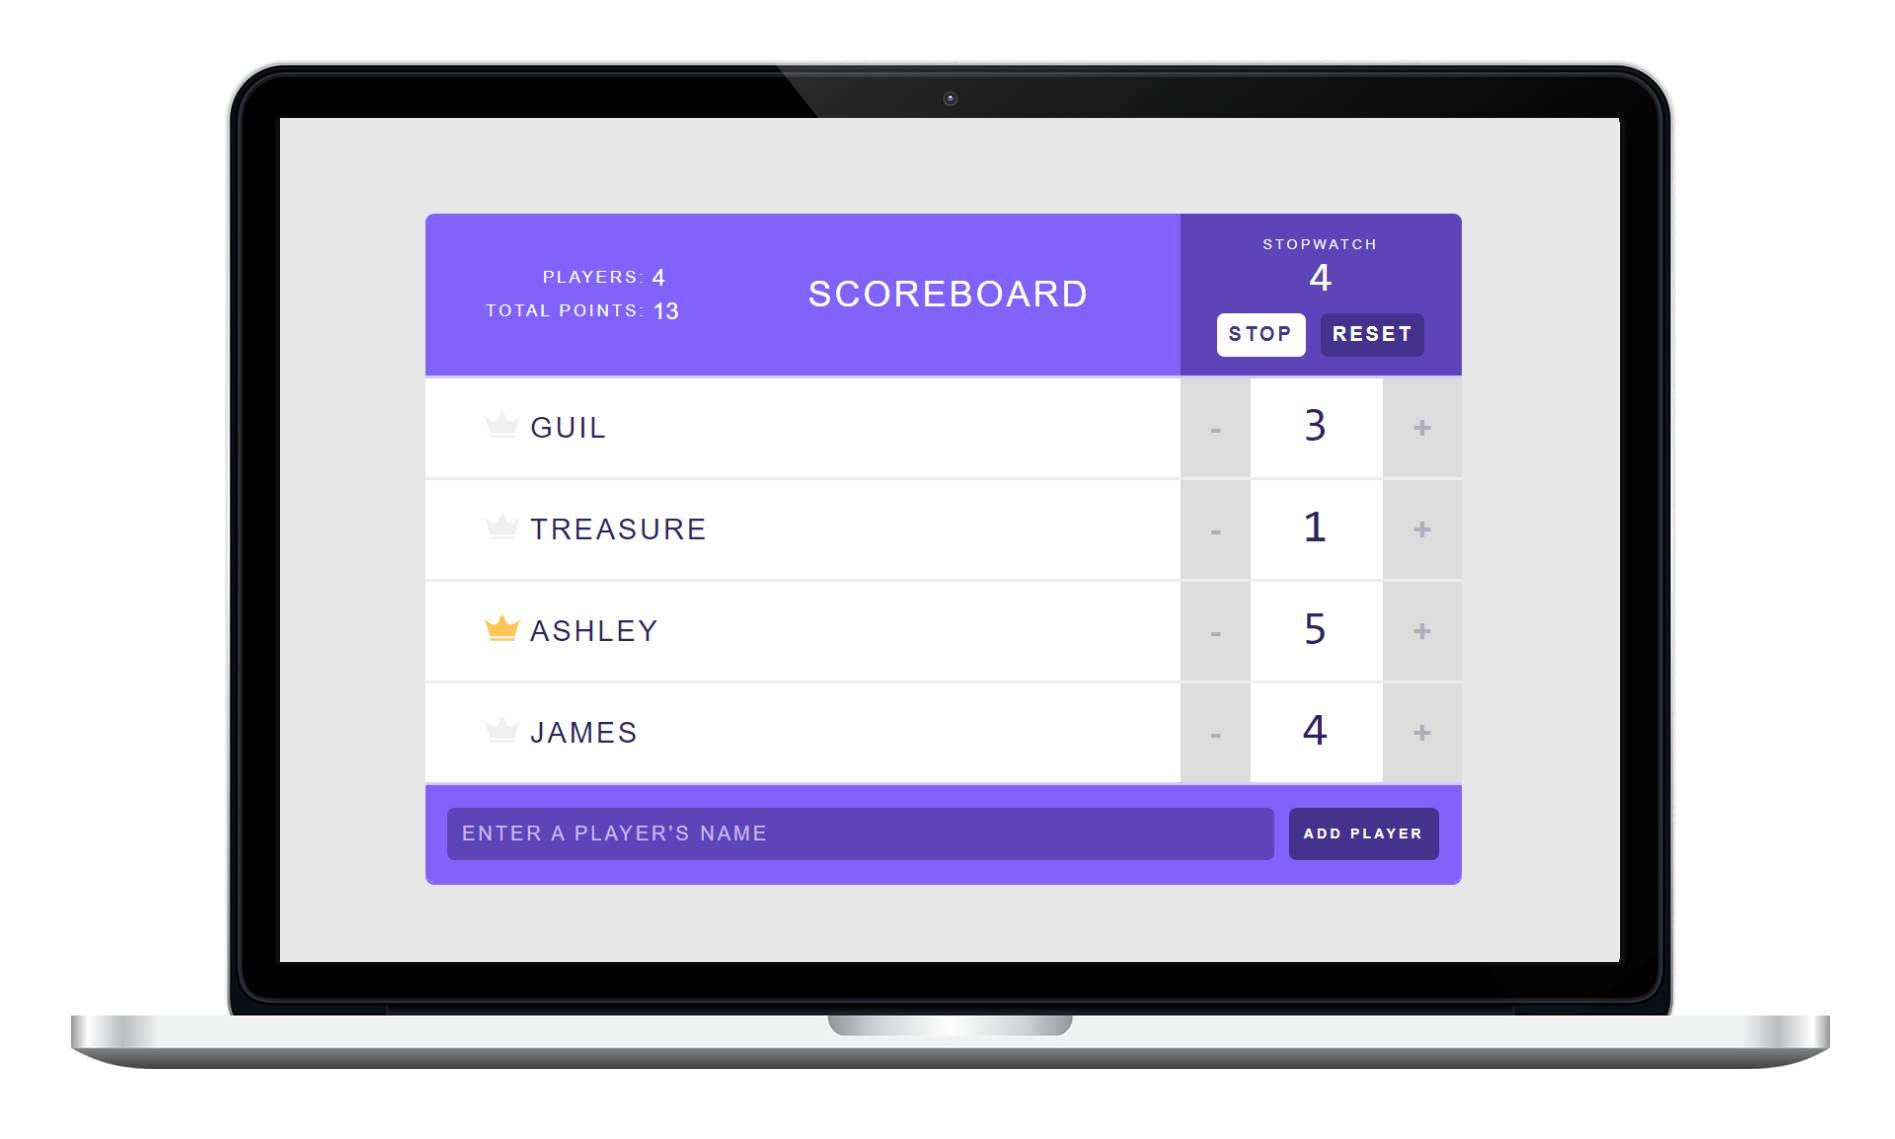 PLAYERS: 4
TOTAL POINTS: 13
SCOREBOARD
STOPWATCH
4
STOP RESET
GUIL - 3 +
TREASURE - 1 +
ASHLEY - 5 +
JAMES - 4 +
ENTER A PLAYER'S NAME ADD PLAYER